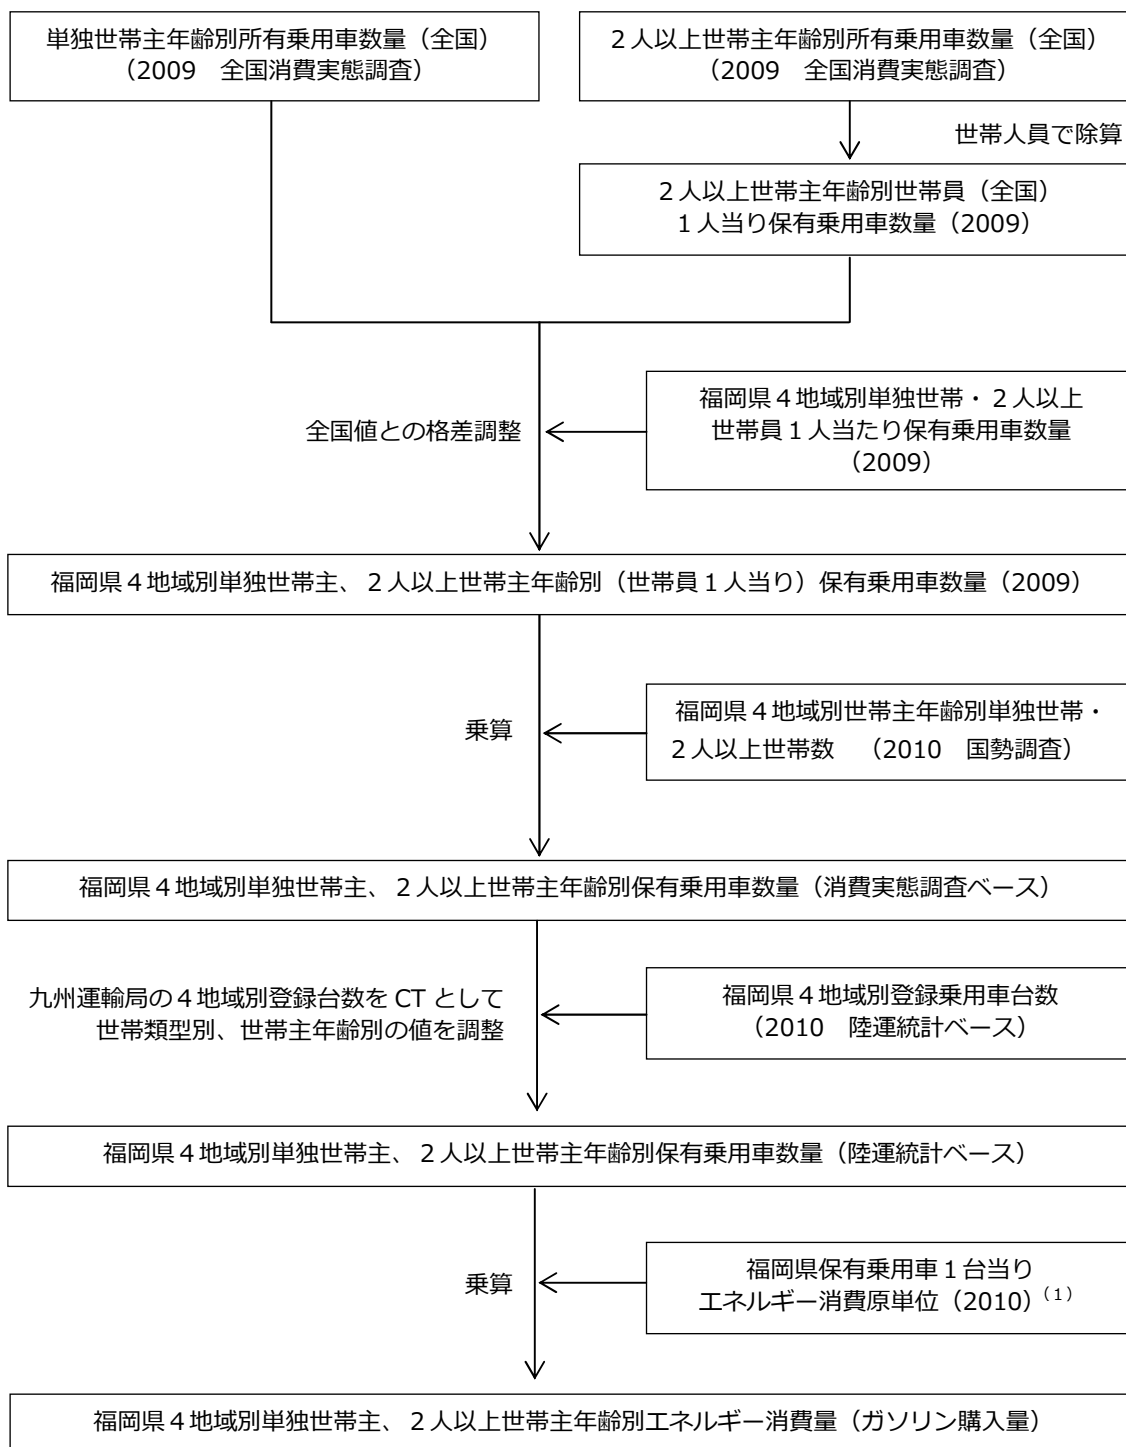 単独世帯主年齢別所有乗用車数量（全国）
（2009　全国消費実態調査）
２人以上世帯主年齢別所有乗用車数量（全国）
（2009　全国消費実態調査）
世帯人員で除算
２人以上世帯主年齢別世帯員（全国）
１人当り保有乗用車数量（2009）
全国値との格差調整
福岡県４地域別単独世帯・２人以上
世帯員１人当たり保有乗用車数量
（2009）
福岡県４地域別単独世帯主、２人以上世帯主年齢別（世帯員１人当り）保有乗用車数量（2009）
乗算
福岡県４地域別世帯主年齢別単独世帯・
２人以上世帯数　（2010　国勢調査）
福岡県４地域別単独世帯主、２人以上世帯主年齢別保有乗用車数量（消費実態調査ベース）
九州運輸局の４地域別登録台数を CT として
世帯類型別、世帯主年齢別の値を調整
福岡県４地域別登録乗用車台数
（2010　陸運統計ベース）
福岡県４地域別単独世帯主、２人以上世帯主年齢別保有乗用車数量（陸運統計ベース）
乗算
福岡県保有乗用車１台当り
エネルギー消費原単位（2010）（１）
福岡県４地域別単独世帯主、２人以上世帯主年齢別エネルギー消費量（ガソリン購入量）